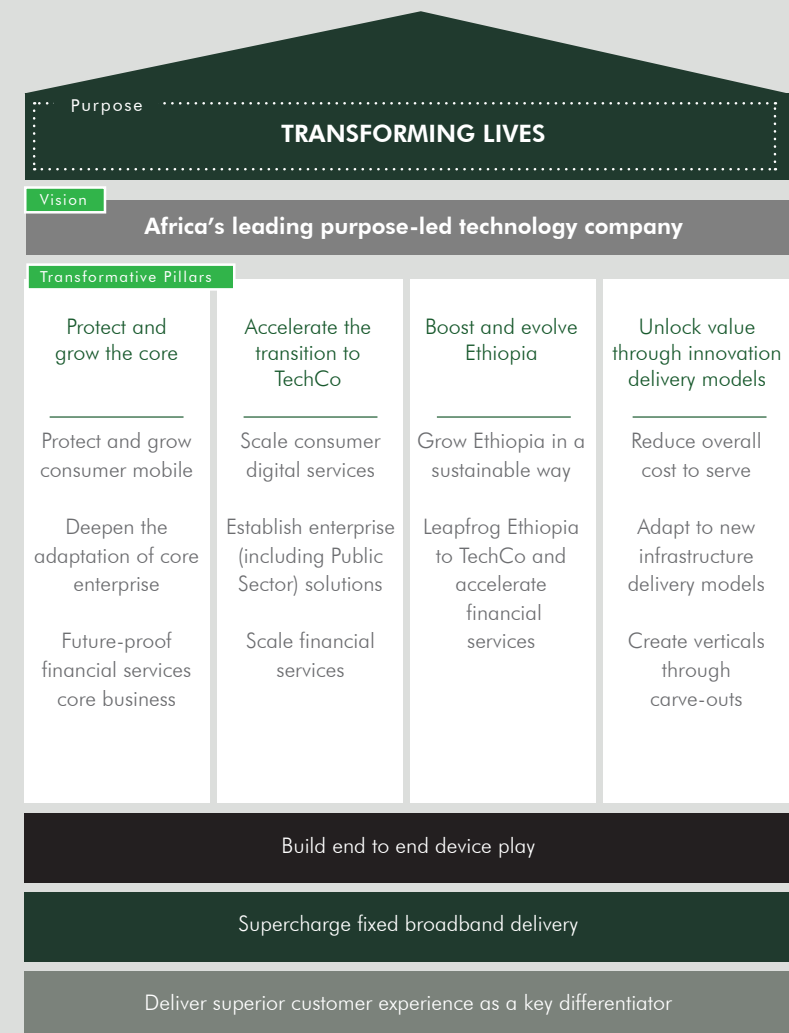 Purpose
TRANSFORMING LIVES
Vision
Africa’s leading purpose-led technology company
Transformative Pillars
Protect and
grow the core
Protect and grow
consumer mobile
Deepen the
adaptation of core
enterprise
Future-proof
financial services
core business
Accelerate the
transition to
TechCo
Scale consumer
digital services
Establish enterprise
(including Public
Sector) solutions
Scale financial
services
Boost and evolve
Ethiopia
Grow Ethiopia in a
sustainable way
Leapfrog Ethiopia
to TechCo and
accelerate
financial
services
Unlock value
through innovation
delivery models
Reduce overall
cost to serve
Adapt to new
infrastructure
delivery models
Create verticals
through
carve-outs
Build end to end device play
Supercharge fixed broadband delivery
Deliver superior customer experience as a key differentiator